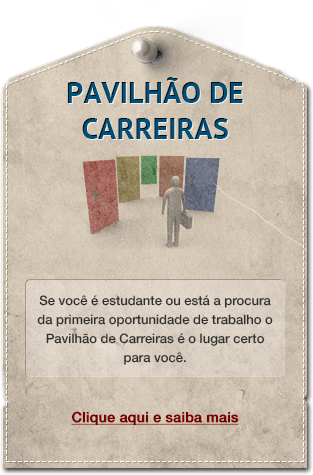 PAVILHÃO DE
CARREIRAS
Se você é estudante ou está a procura
da primeira oportunidade de trabalho o
Pavilhão de Carreiras é o lugar certo
para você.
Clique aqui e saiba mais